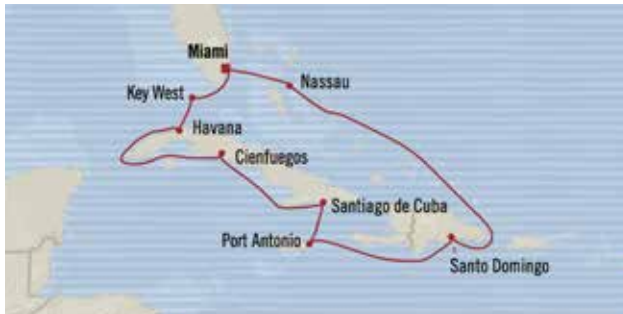 Miami
Nassau
Key West
Havana
Cienfuegos
Santiago de Cuba
Port Antonio
Santo Domingo